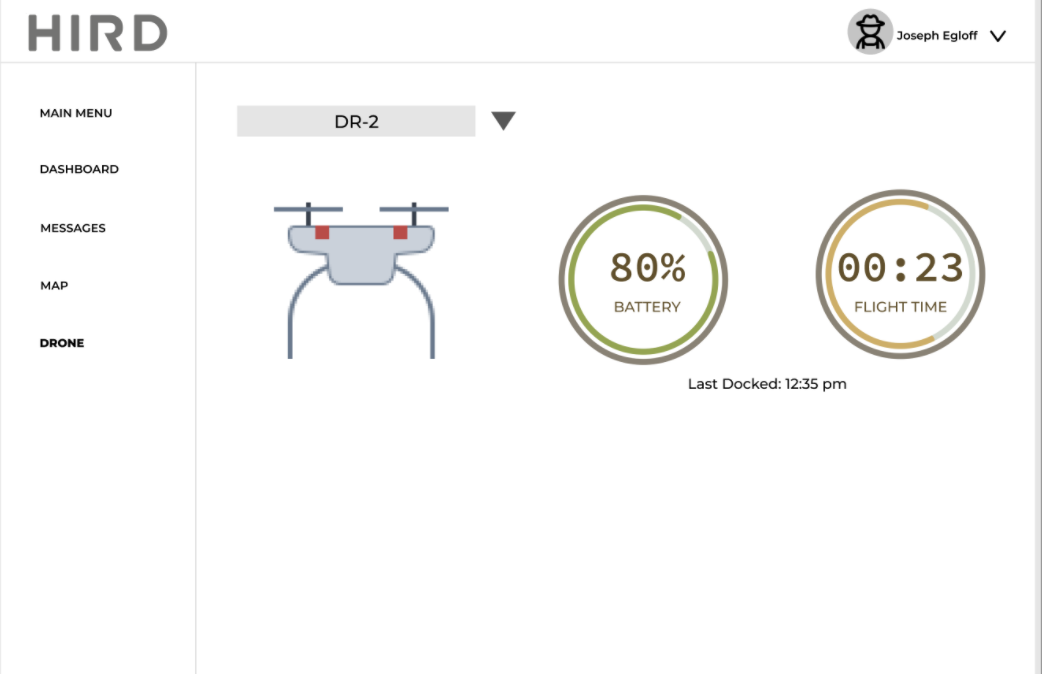 HIRD
Joseph Egloff
MAIN MENU
DASHBOARD
MESSAGES
MAP
DRONE
DR-2
80%
BATTERY
00:23
FLIGHT TIME
Last Docked: 12:35 pm